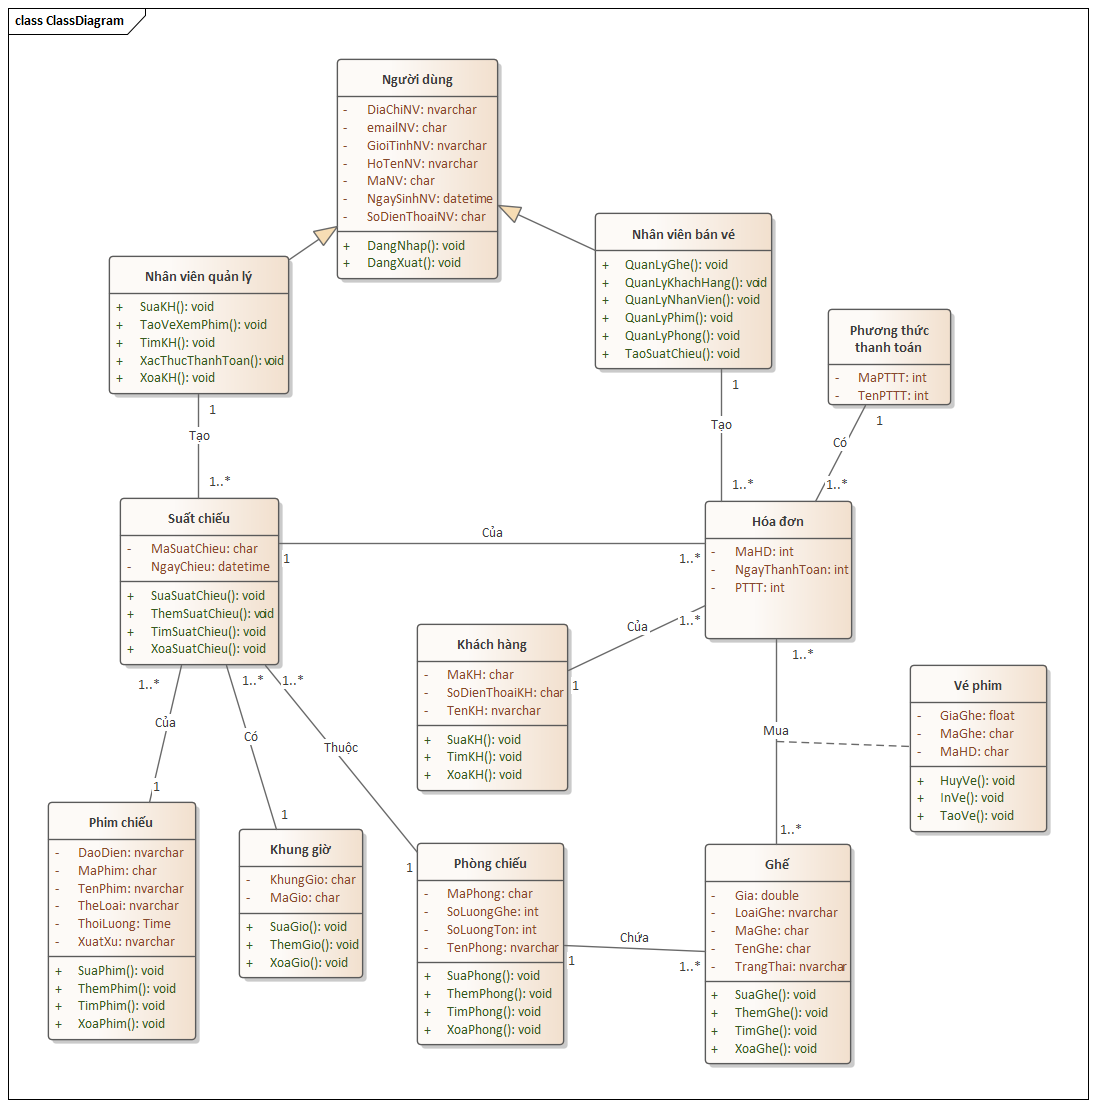 class ClassDiagram
Người dùng
- DiaChiNV: nvarchar
- emailNV: char
- GioiTinhNV: nvarchar
- HoTenNV: nvarchar
- MaNV: char
- NgaySinhNV: datetime
- SoDienThoaiNV: char
+ DangNhap(): void
+ DangXuat(): void
Nhân viên bán vé
+ QuanLyGhe(): void
+ QuanLyKhachHang(): void
+ QuanLyNhanVien(): void
+ QuanLyPhim(): void
+ QuanLyPhong(): void
+ TaoSuatChieu(): void
Nhân viên quản lý
+ SuaKH(): void
+ TaoVeXemPhim(): void
+ TimKH(): void
+ XacThucThanhToan(): void
+ XoaKH(): void
Phương thức
thanh toán
- MaPTTT: int
- TenPTTT: int
1
Tạo
1..*
1
Tạo
1..*
1
Có
1..*
Suất chiếu
- MaSuatChieu: char
- NgayChieu: datetime
+ SuaSuatChieu(): void
+ ThemSuatChieu(): void
+ TimSuatChieu(): void
+ XoaSuatChieu(): void
Của
1
1..*
Hóa đơn
- MaHD: int
- NgayThanhToan: int
- PTTT: int
Của
1..*
1
Khách hàng
- MaKH: char
- SoDienThoaiKH: char
- TenKH: nvarchar
+ SuaKH(): void
+ TimKH(): void
+ XoaKH(): void
1..*
Mua
1..*
Vé phim
- GiaGhe: float
- MaGhe: char
- MaHD: char
+ HuyVe(): void
+ InVe(): void
+ TaoVe(): void
1..*
Của
1
1..*
Có
1
1..*
Thuộc
1
Phim chiếu
- DaoDien: nvarchar
- MaPhim: char
- TenPhim: nvarchar
- TheLoai: nvarchar
- ThoiLuong: Time
- XuatXu: nvarchar
+ SuaPhim(): void
+ ThemPhim(): void
+ TimPhim(): void
+ XoaPhim(): void
Khung giờ
- KhungGio: char
- MaGio: char
+ SuaGio(): void
+ ThemGio(): void
+ XoaGio(): void
Phòng chiếu
- MaPhong: char
- SoLuongGhe: int
- SoLuongTon: int
- TenPhong: nvarchar
+ SuaPhong(): void
+ ThemPhong(): void
+ TimPhong(): void
+ XoaPhong(): void
Chứa
1
1..*
Ghế
- Gia: double
- LoaiGhe: nvarchar
- MaGhe: char
- TenGhe: char
- TrangThai: nvarchar
+ SuaGhe(): void
+ ThemGhe(): void
+ TimGhe(): void
+ XoaGhe(): void